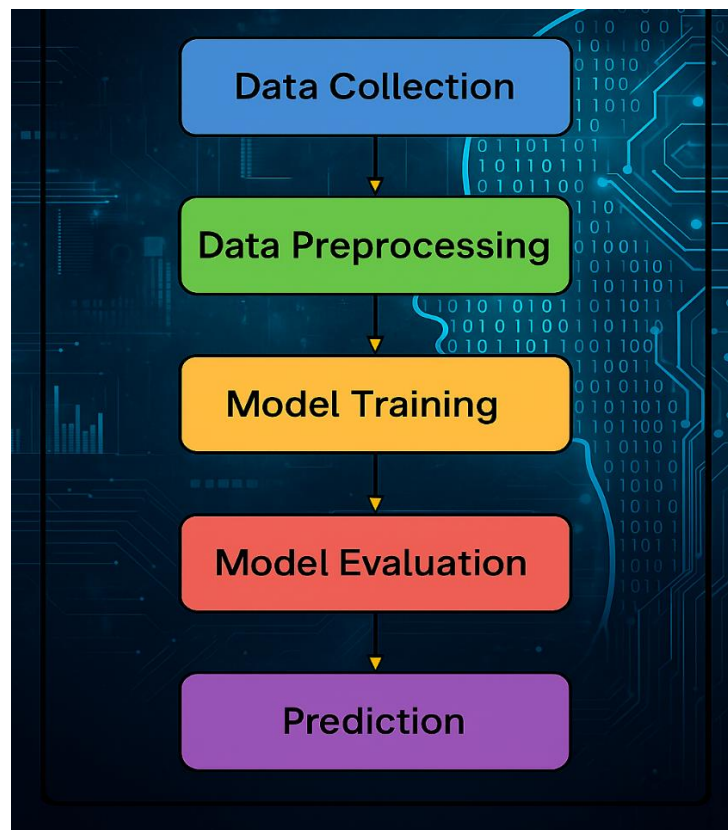 Data Collection
Data Preprocessing
Model Training
Model Evaluation
Prediction